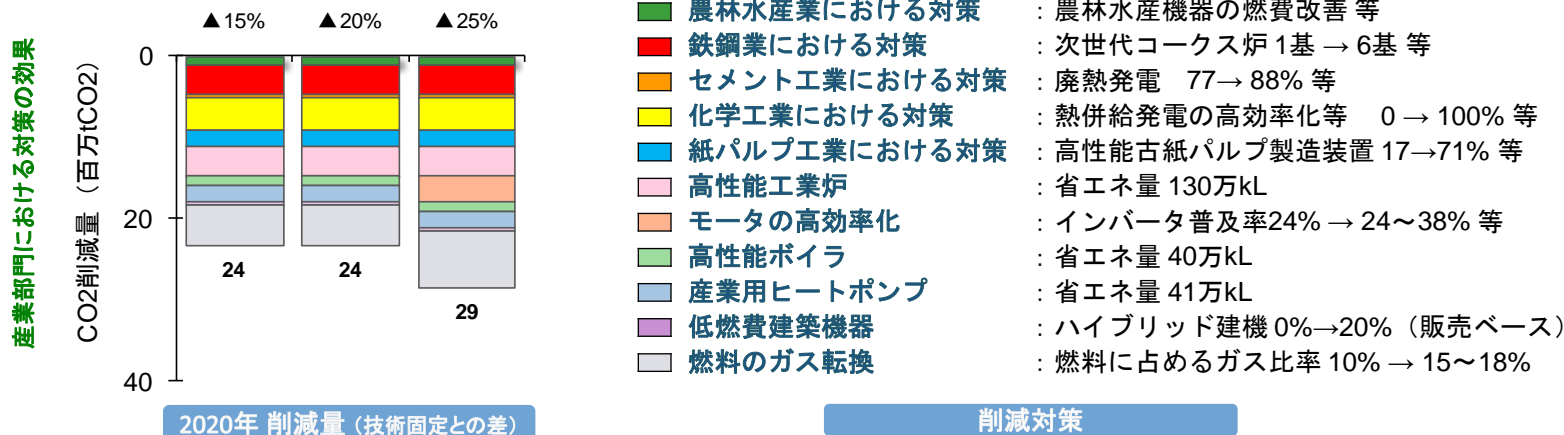 産業部門における対策の効果
CO2削減量（百万tCO2）
▲15% ▲20% ▲25%
0
20
40
24 24 29
2020年 削減量（技術固定との差）
農林水産業における対策 ：農林水産機器の燃費改善 等
鉄鋼業における対策 ：次世代コークス炉 1基 → 6基 等
セメント工業における対策 ：廃熱発電 77→ 88% 等
化学工業における対策 ：熱併給発電の高効率化等 0 → 100% 等
紙パルプ工業における対策 ：高性能古紙パルプ製造装置 17→71% 等
高性能工業炉 ：省エネ量 130万kL
モータの高効率化 ：インバータ普及率24% → 24～38% 等
高性能ボイラ ：省エネ量 40万kL
産業用ヒートポンプ ：省エネ量 41万kL
低燃費建築機器 ：ハイブリッド建機 0%→20%（販売ベース）
燃料のガス転換 ：燃料に占めるガス比率 10% → 15～18%
削減対策